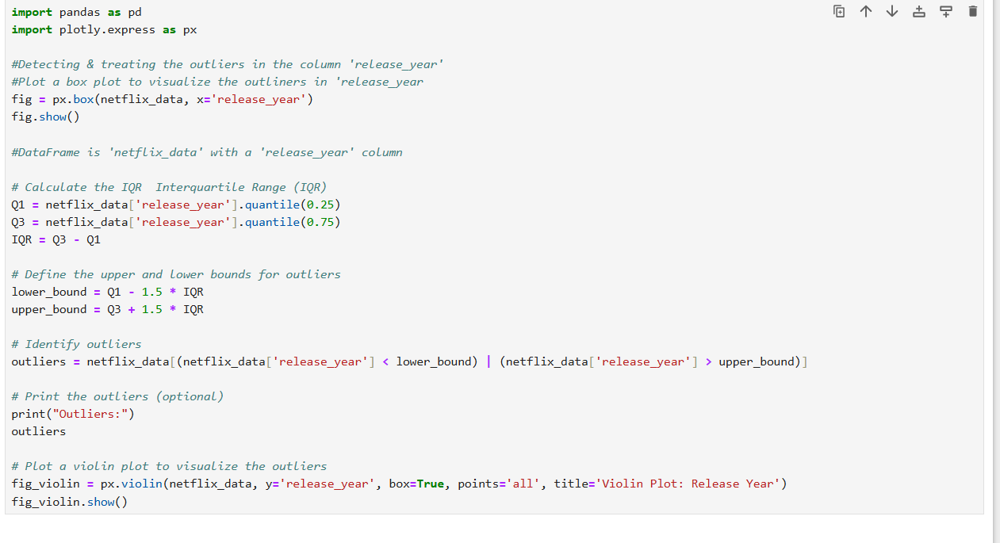 import pandas as pd
import plotly.express as px
#Detecting & treating the outliers in the column 'release_year'
#Plot a box plot to visualize the outliners in 'release_year
fig = px.box(netflix_data, x='release_year')
fig.show()
#DataFrame is 'netflix_data' with a 'release_year' column
# Calculate the IQR  Interquartile Range (IQR)
Q1 = netflix_data['release_year'].quantile(0.25)
Q3 = netflix_data['release_year'].quantile(0.75)
IQR = Q3 - Q1
# Define the upper and lower bounds for outliers
lower_bound = Q1 - 1.5 * IQR
upper_bound = Q3 + 1.5 * IQR
# Identify outliers
outliers = netflix_data[(netflix_data['release_year'] < lower_bound) | (netflix_data['release_year'] > upper_bound)]
# Print the outliers (optional)
print("Outliers:")
outliers
# Plot a violin plot to visualize the outliers
fig_violin = px.violin(netflix_data, y='release_year', box=True, points='all', title='Violin Plot: Release Year')
fig_violin.show()